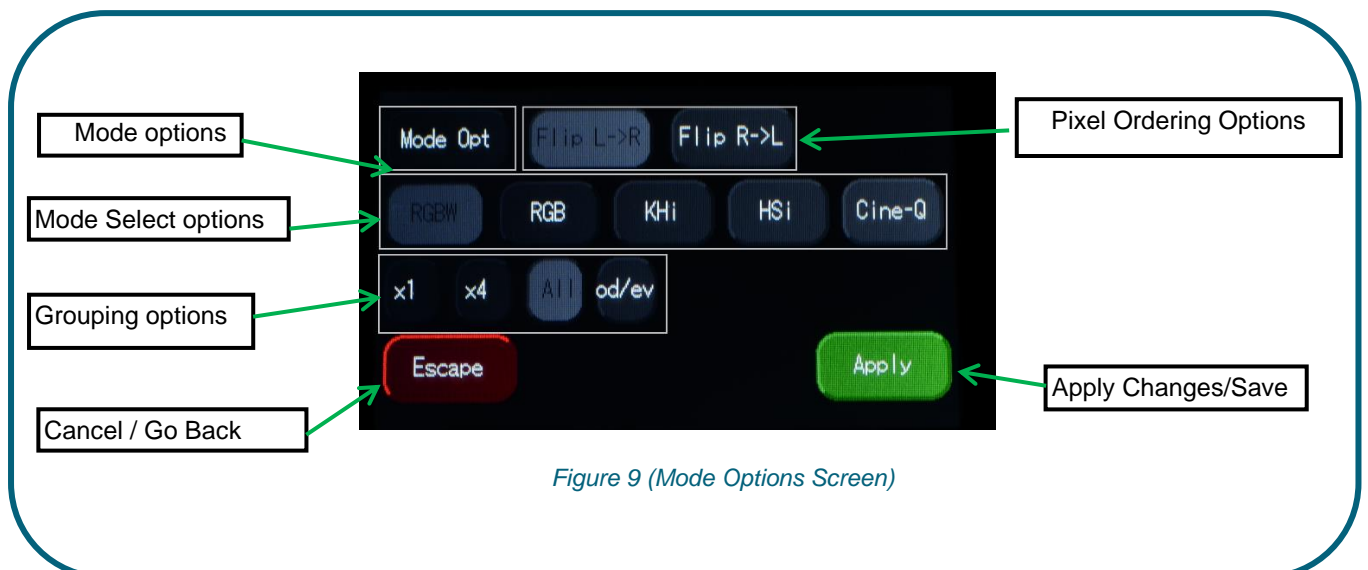 Mode options
Mode Opt Flip L->R Flip R->L
Pixel Ordering Options
Mode Select options
RGBW RGB KHi HSi Cine-Q
Grouping options
x1 x4 All od/ev
Escape Apply
Cancel / Go Back
Apply Changes/Save
Figure 9 (Mode Options Screen)